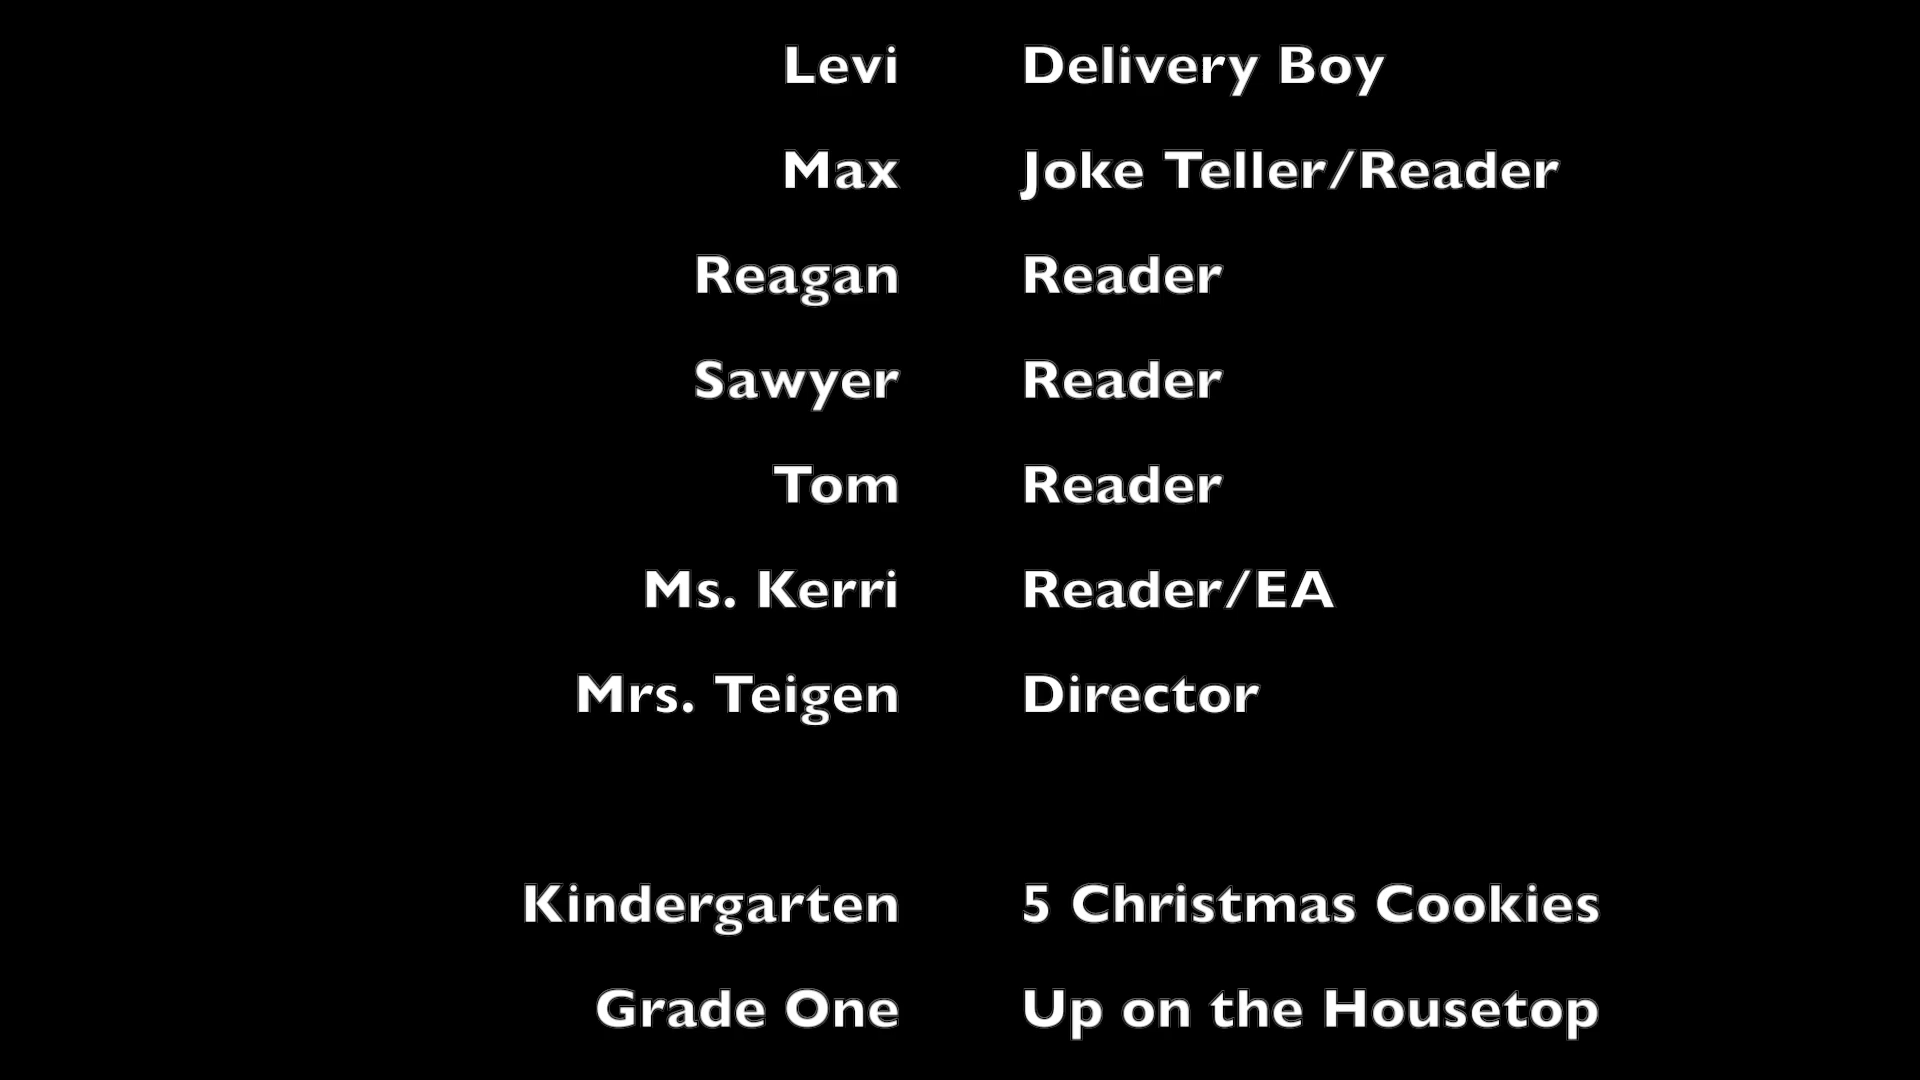 Levi Delivery Boy
Max Joke Teller/Reader
Reagan Reader
Sawyer Reader
Tom Reader
Ms. Kerri Reader/EA
Mrs. Teigen Director
Kindergarten 5 Christmas Cookies
Grade One Up on the Housetop